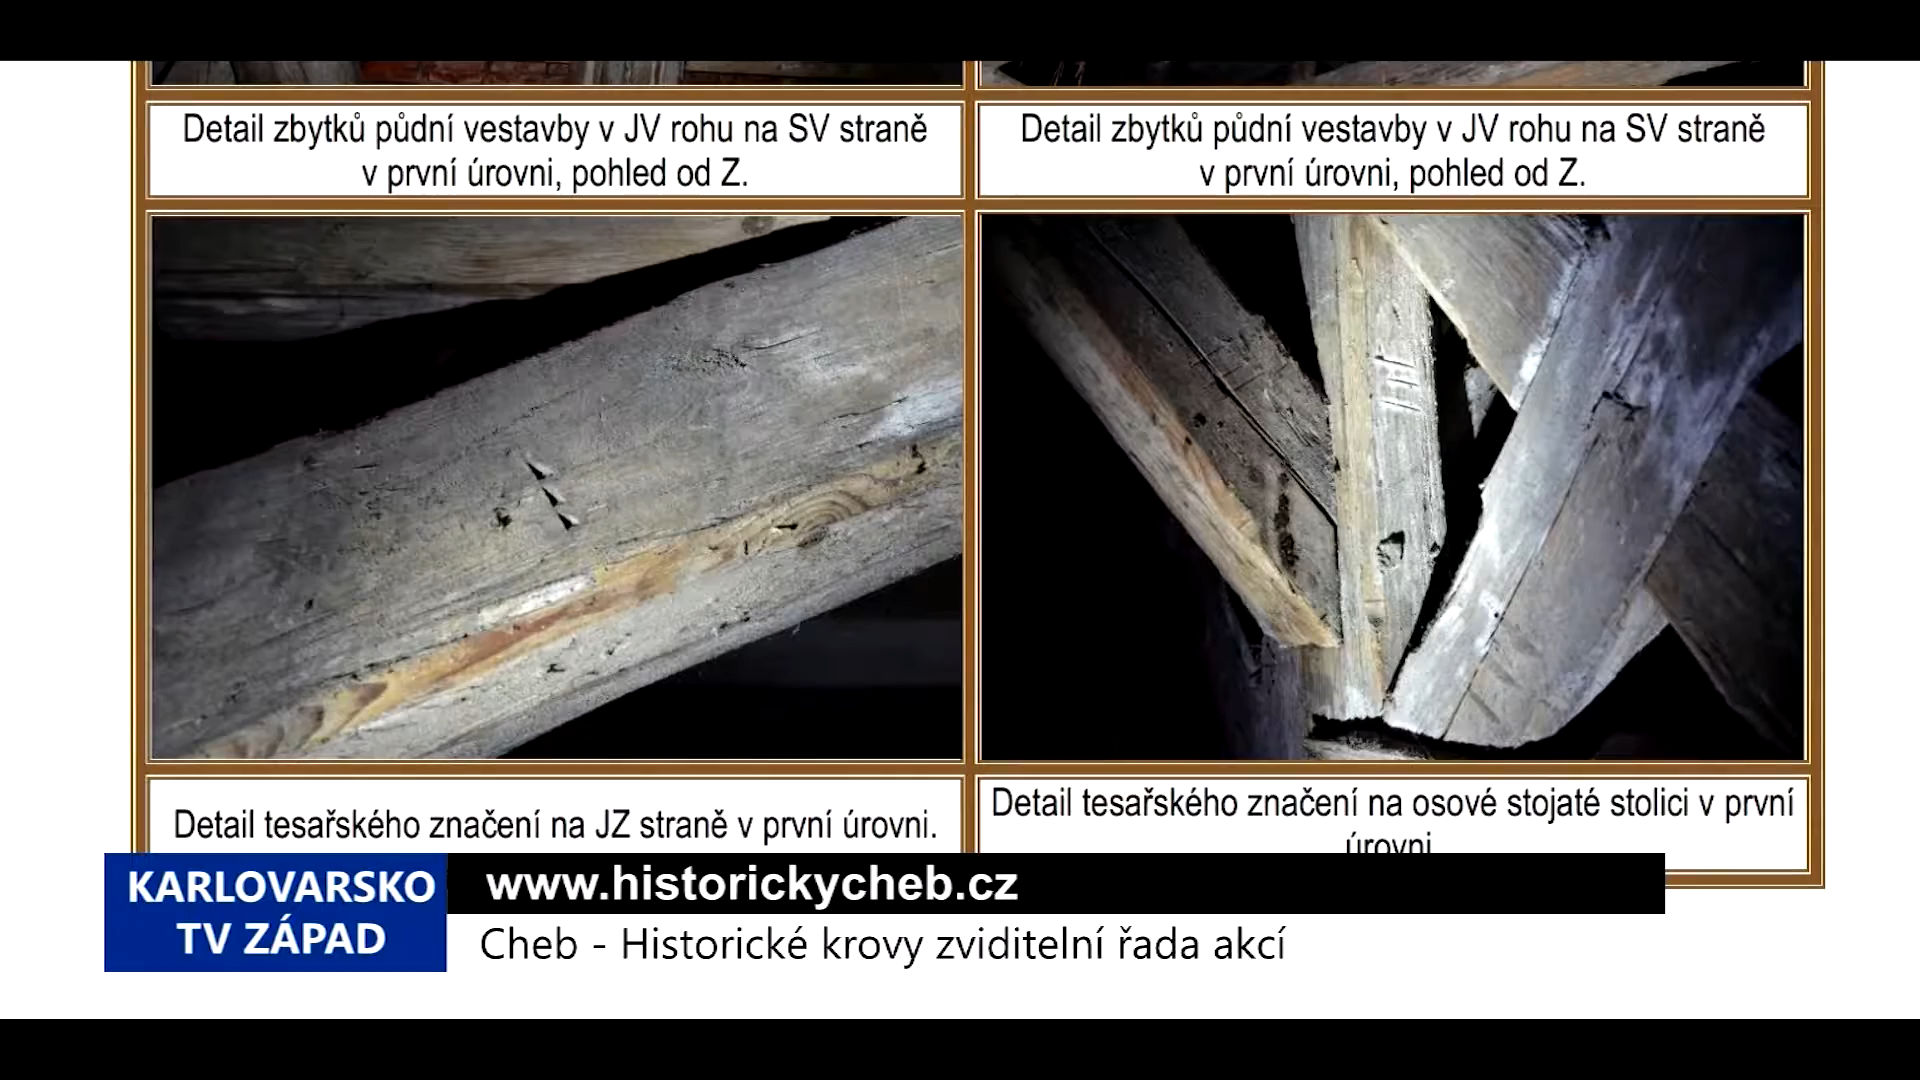 Detail zbytků půdní vestavby v JV rohu na SV straně
v první úrovni, pohled od Z.
Detail zbytků půdní vestavby v JV rohu na SV straně
v první úrovni, pohled od Z.
Detail tesařského značení na JZ straně v první úrovni.
Detail tesařského značení na osové stojaté stolici v první
úrovni
KARLOVARSKO
TV ZÁPAD
www.historickycheb.cz
Cheb - Historické krovy zviditelní řada akcí